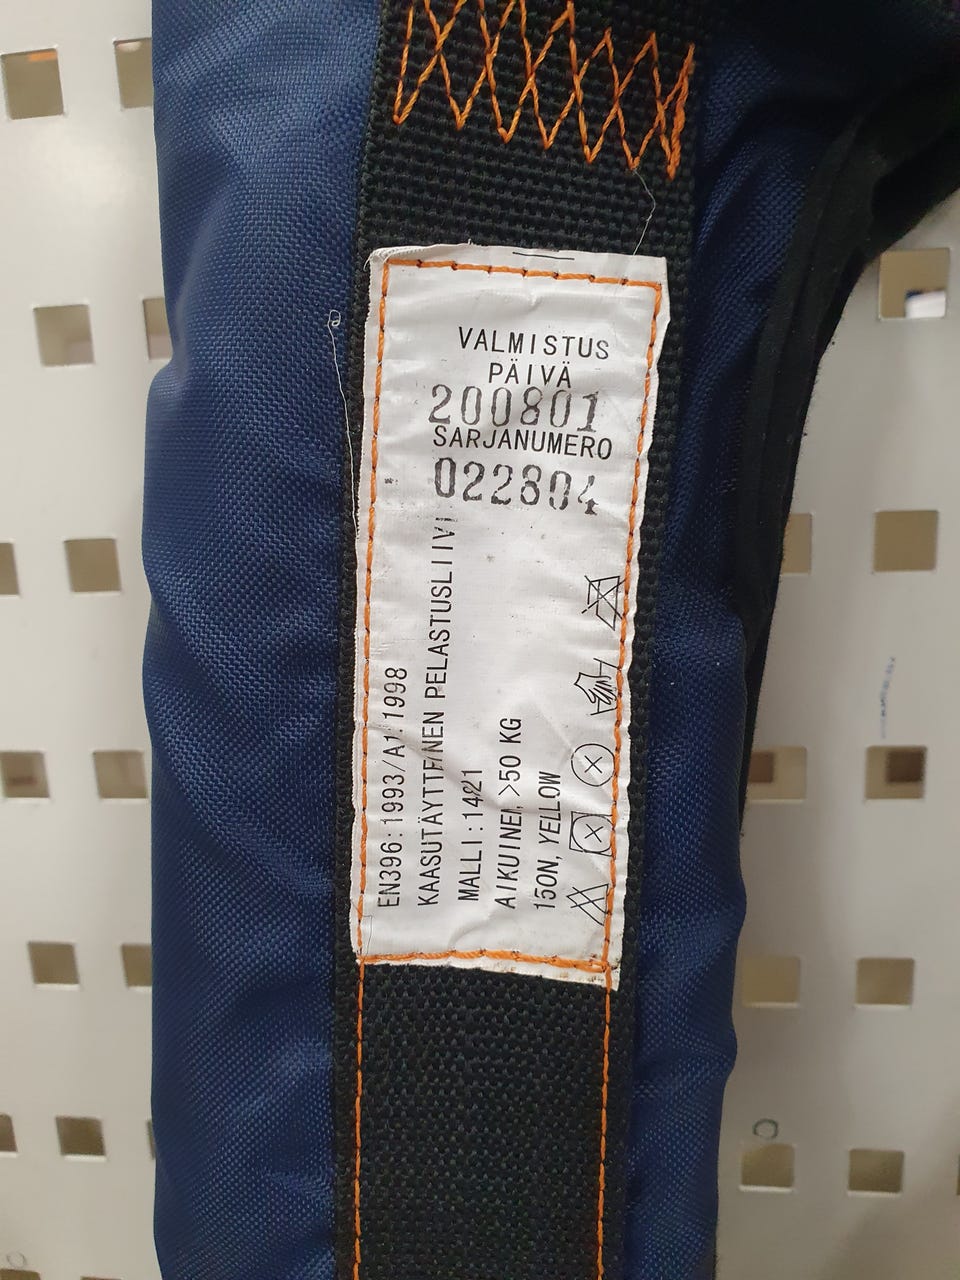 VALMISTUS
PÄIVÄ
200801
SARJANUMERO
022804
EN396:1993/A1:1998
KAASUTÄYTTEINEN PELASTUSLIIVI
MALLI:1421
AIKUINEN, >50 KG
150N, YELLOW